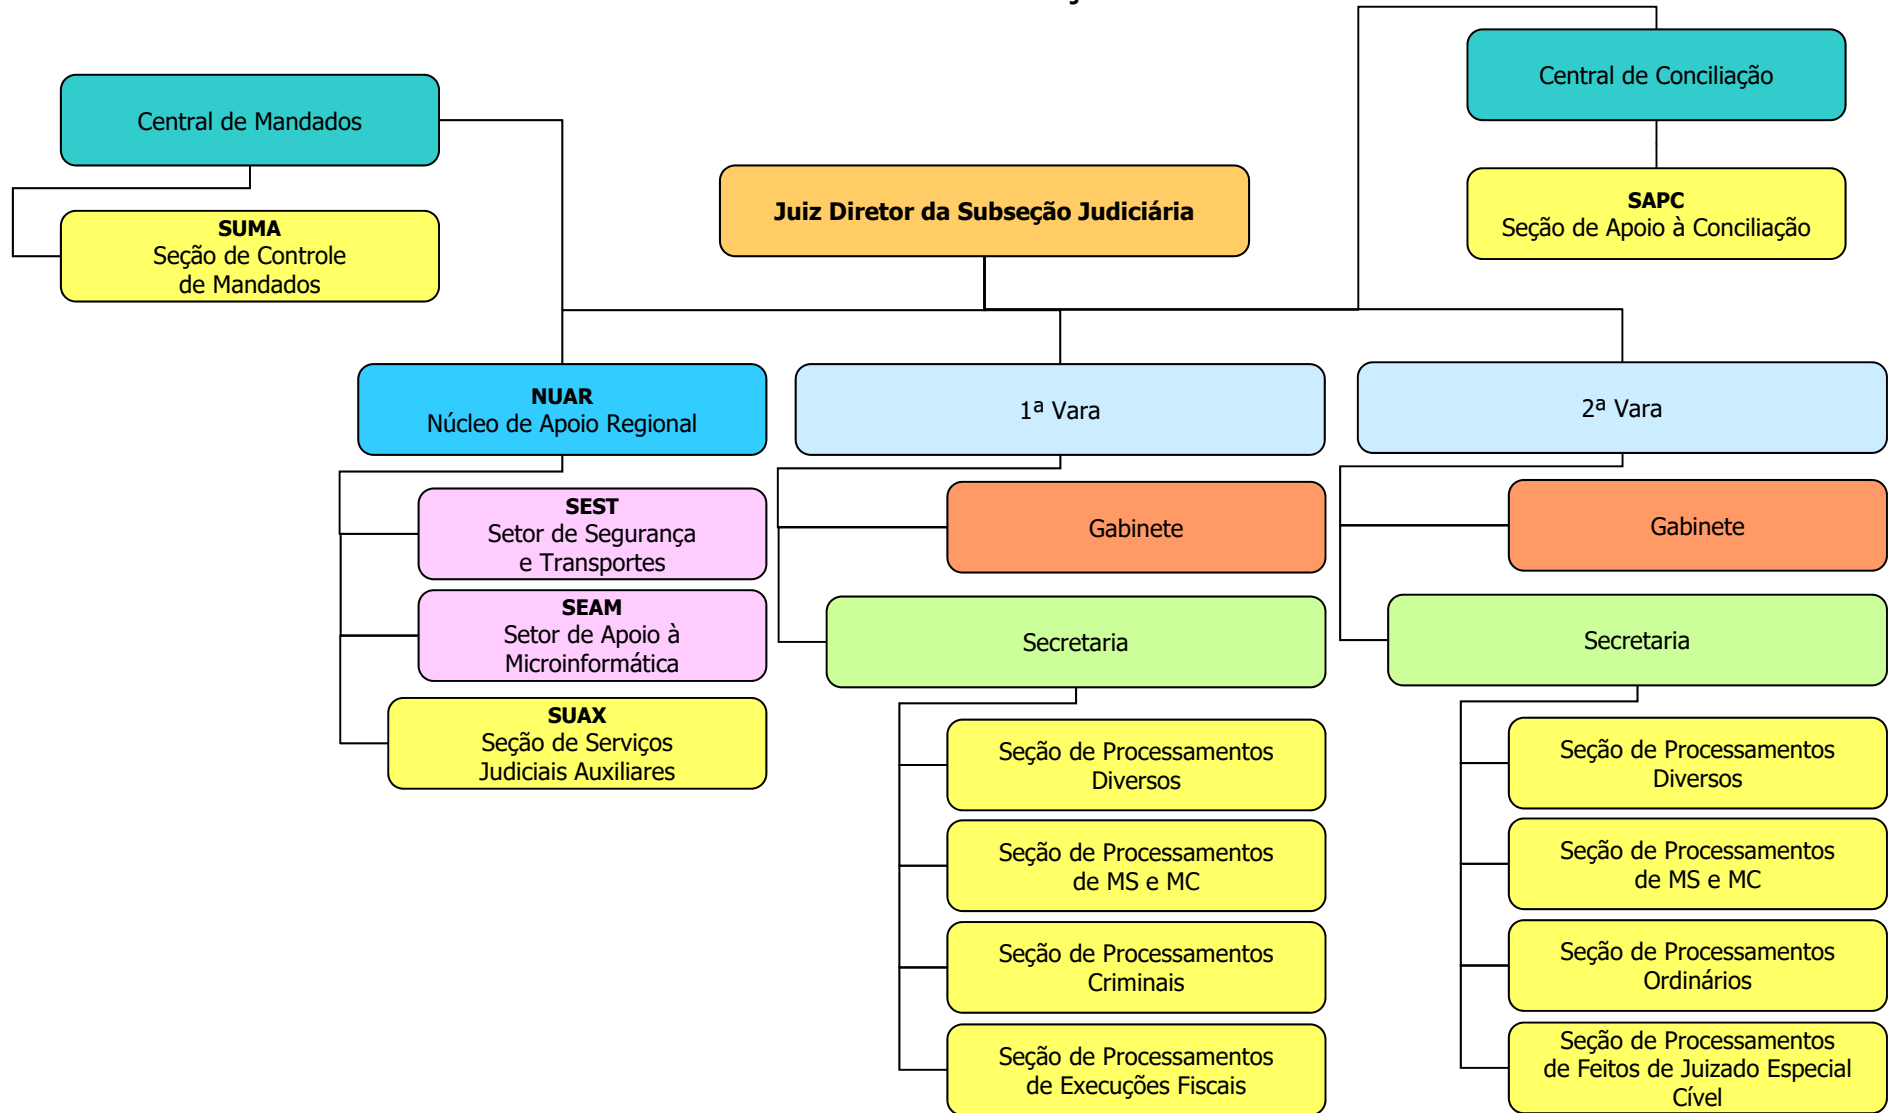 Central de Conciliação
Central de Mandados
SAPC
Seção de Apoio à Conciliação
Juiz Diretor da Subseção Judiciária
SUMA
Seção de Controle
de Mandados
NUAR
Núcleo de Apoio Regional
1ª Vara
2ª Vara
SEST
Setor de Segurança
e Transportes
SEAM
Setor de Apoio à
Microinformática
SUAX
Seção de Serviços
Judiciais Auxiliares
Gabinete
Secretaria
Seção de Processamentos
Diversos
Seção de Processamentos
de MS e MC
Seção de Processamentos
Criminais
Seção de Processamentos
de Execuções Fiscais
Gabinete
Secretaria
Seção de Processamentos
Diversos
Seção de Processamentos
de MS e MC
Seção de Processamentos
Ordinários
Seção de Processamentos
de Feitos de Juizado Especial
Cível